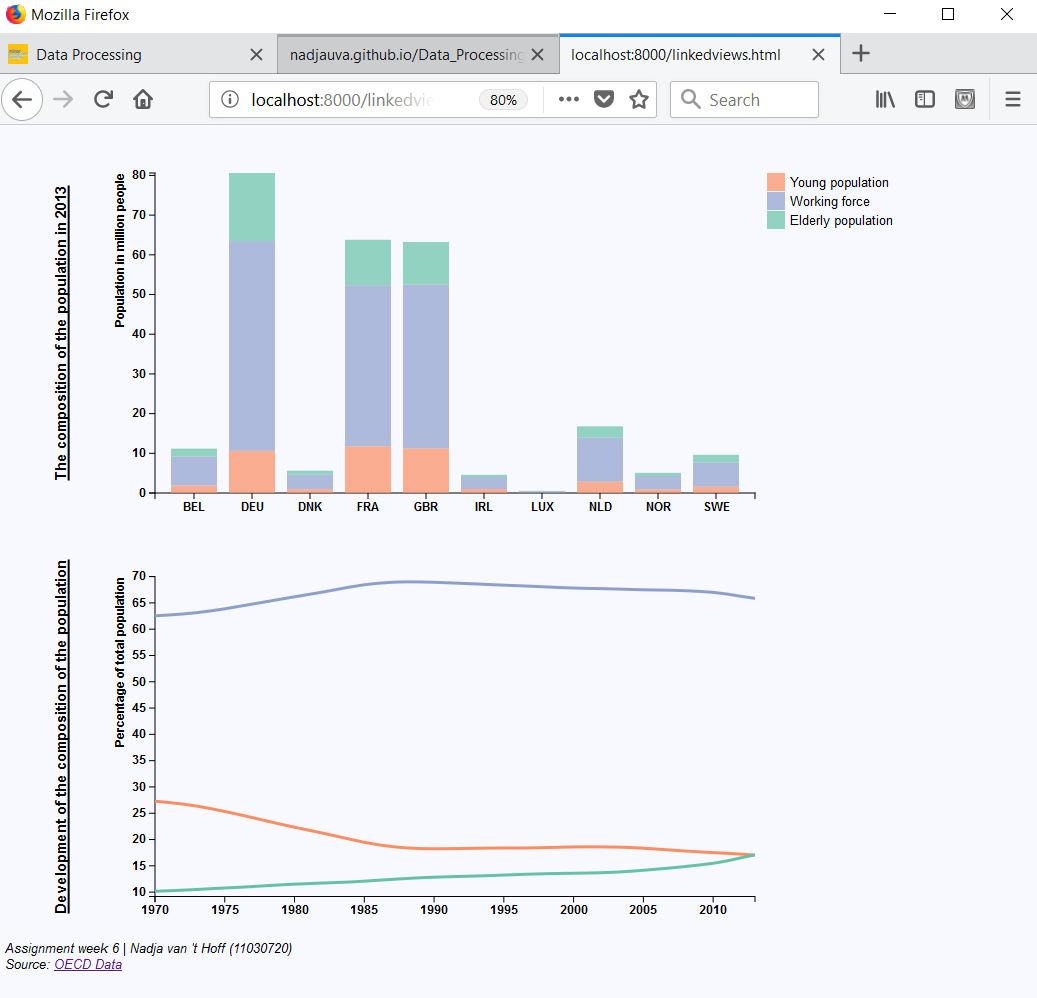 Mozilla Firefox
Data Processing
nadjauva.github.io/Data_Processing
localhost:8000/linkedviews.html
localhost:8000/linkedvie
80%
Search
The composition of the population in 2013
Population in million people
80
70
60
50
40
30
20
10
0
BEL DEU DNK FRA GBR IRL LUX NLD NOR SWE
Young population
Working force
Elderly population
Development of the composition of the population
Percentage of total population
70
65
60
55
50
45
40
35
30
25
20
15
10
1970 1975 1980 1985 1990 1995 2000 2005 2010
Assignment week 6 | Nadja van 't Hoff (11030720)
Source: OECD Data